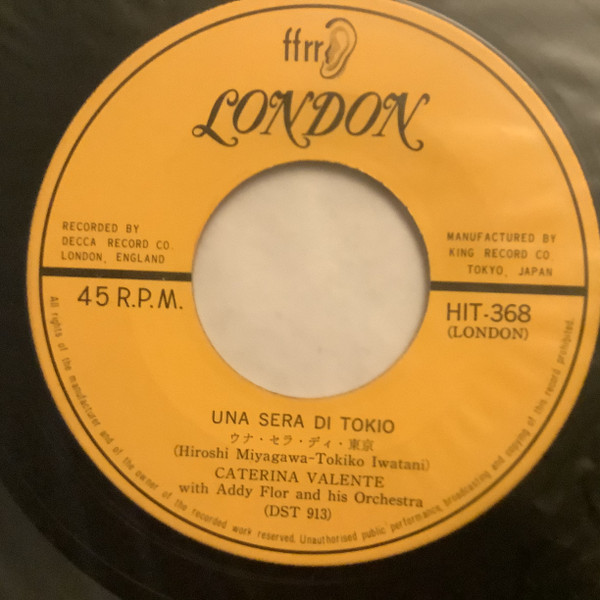 ffrr
LONDON
RECORDED BY
DECCA RECORD CO.
LONDON, ENGLAND
MANUFACTURED BY
KING RECORD CO.
TOKYO, JAPAN
45 R.P.M.
HIT-368
(LONDON)
UNA SERA DI TOKIO
ウナ・セラ・ディ・東京
(Hiroshi Miyagawa-Tokiko Iwatani)
CATERINA VALENTE
with Addy Flor and his Orchestra
(DST 913)
All rights of the manufacturer and of the owner of the recorded work reserved. Unauthorised public performance, broadcasting and copying of this record prohibited.